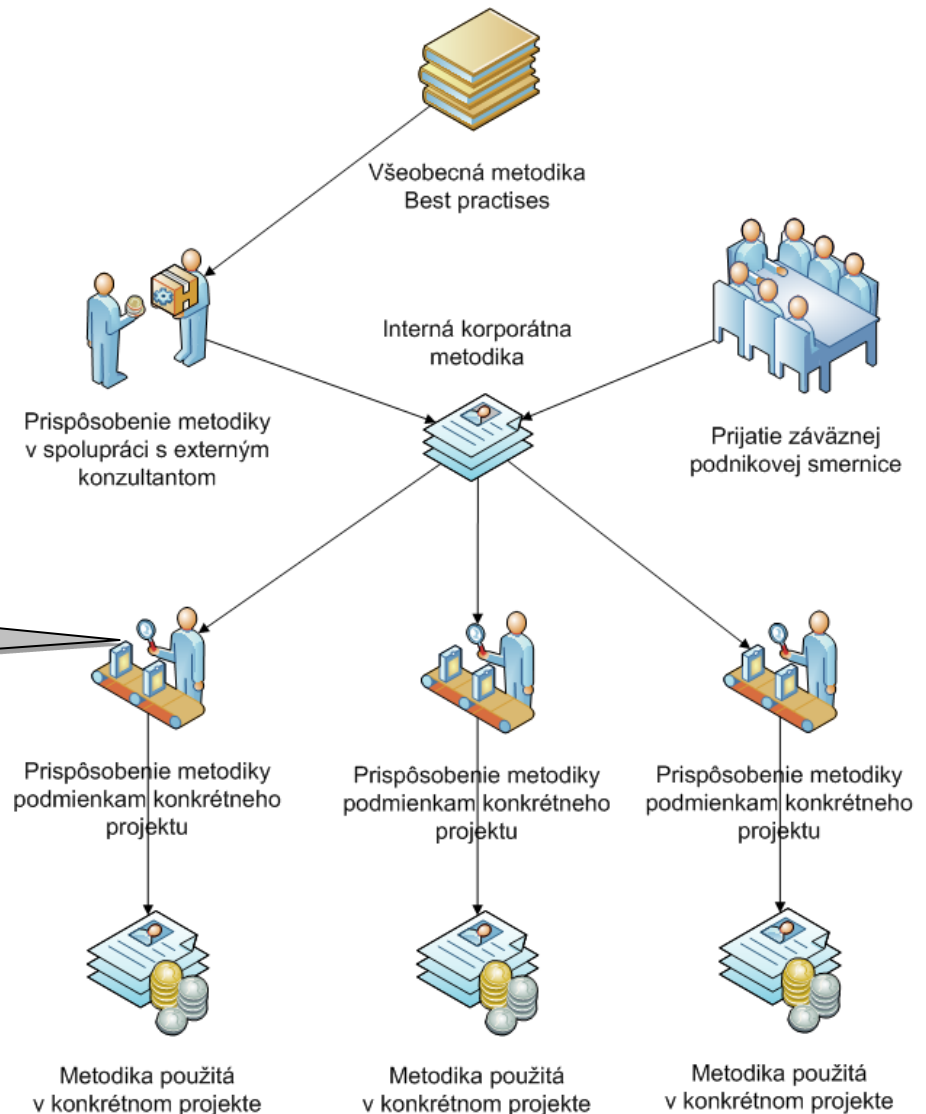 Všeobecná metodika
Best practises
Interná korporátna
metodika
Prispôsobenie metodiky
v spolupráci s externým
konzultantom
Prijatie záväznej
podnikovej smernice
Prispôsobenie metodiky
podmienkam konkrétneho
projektu
Prispôsobenie metodiky
podmienkam konkrétneho
projektu
Prispôsobenie metodiky
podmienkam konkrétneho
projektu
Metodika použitá
v konkrétnom projekte
Metodika použitá
v konkrétnom projekte
Metodika použitá
v konkrétnom projekte